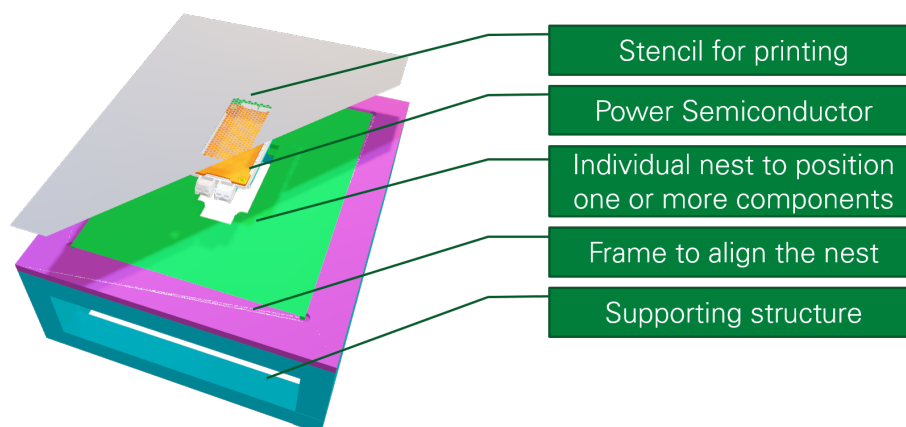 Stencil for printing
Power Semiconductor
Individual nest to position
one or more components
Frame to align the nest
Supporting structure